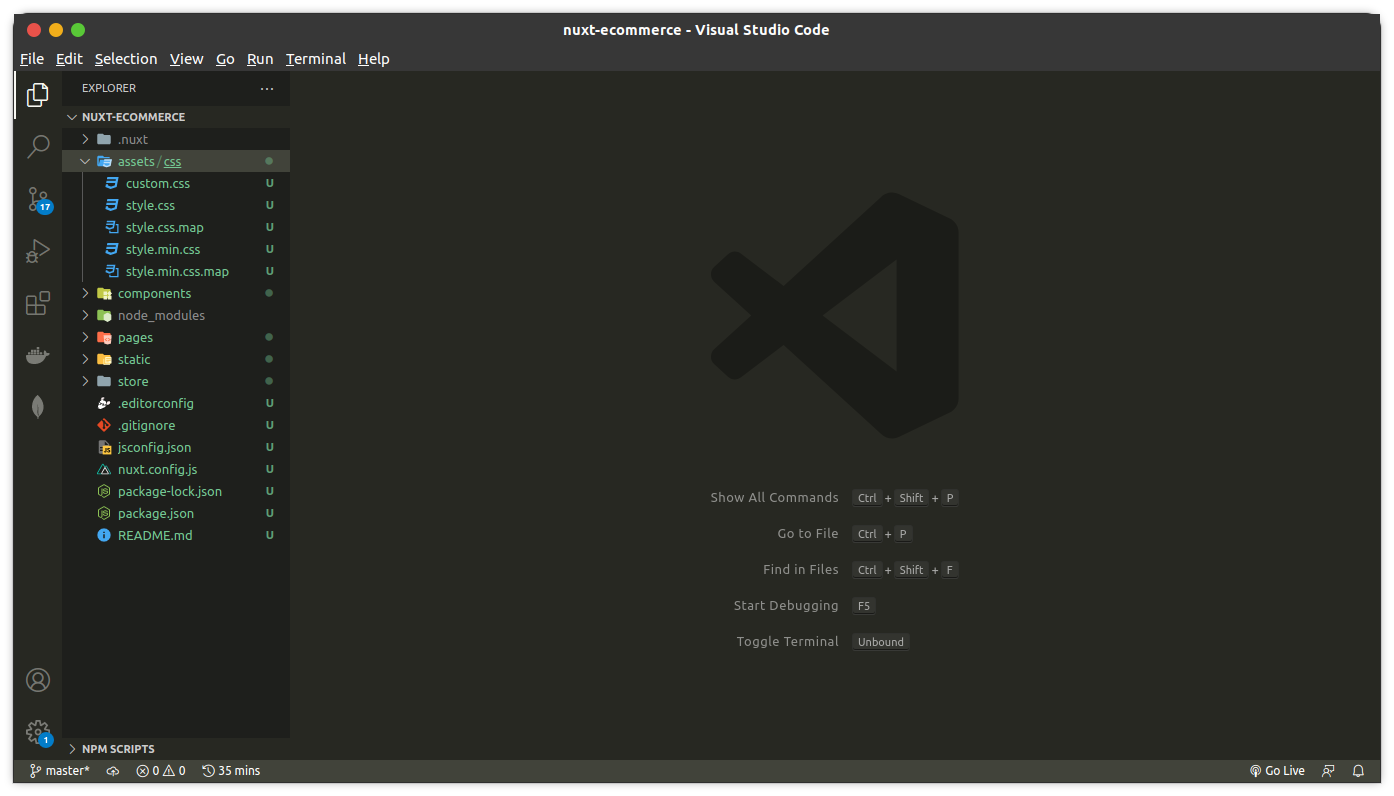 nuxt-ecommerce - Visual Studio Code
File Edit Selection View Go Run Terminal Help
EXPLORER ···
NUXT-ECOMMERCE
.nuxt
assets / css
custom.css U
style.css U
style.css.map U
style.min.css U
style.min.css.map U
components
node_modules
pages
static
store
.editorconfig U
.gitignore U
jsconfig.json U
nuxt.config.js U
package-lock.json U
package.json U
README.md U
NPM SCRIPTS
17
1
Show All Commands Ctrl + Shift + P
Go to File Ctrl + P
Find in Files Ctrl + Shift + F
Start Debugging F5
Toggle Terminal Unbound
master* 0 0 35 mins Go Live